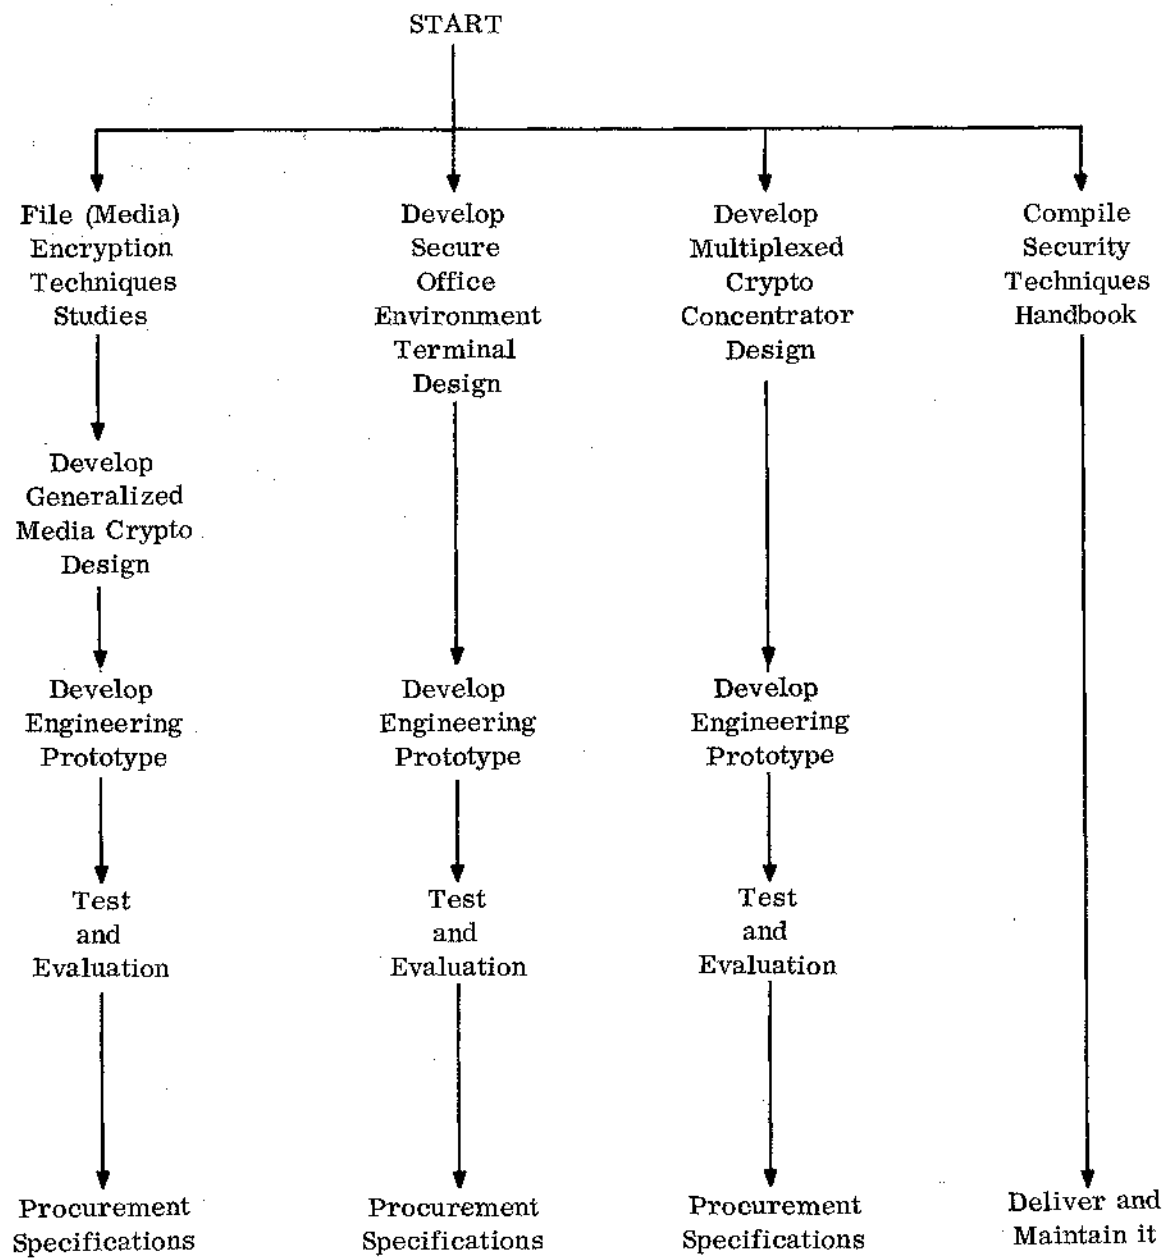 START
File (Media)
Encryption
Techniques
Studies
Develop
Secure
Office
Environment
Terminal
Design
Develop
Multiplexed
Crypto
Concentrator
Design
Compile
Security
Techniques
Handbook
Develop
Generalized
Media Crypto
Design
Develop
Engineering
Prototype
Develop
Engineering
Prototype
Develop
Engineering
Prototype
Test
and
Evaluation
Test
and
Evaluation
Test
and
Evaluation
Procurement
Specifications
Procurement
Specifications
Procurement
Specifications
Deliver and
Maintain it